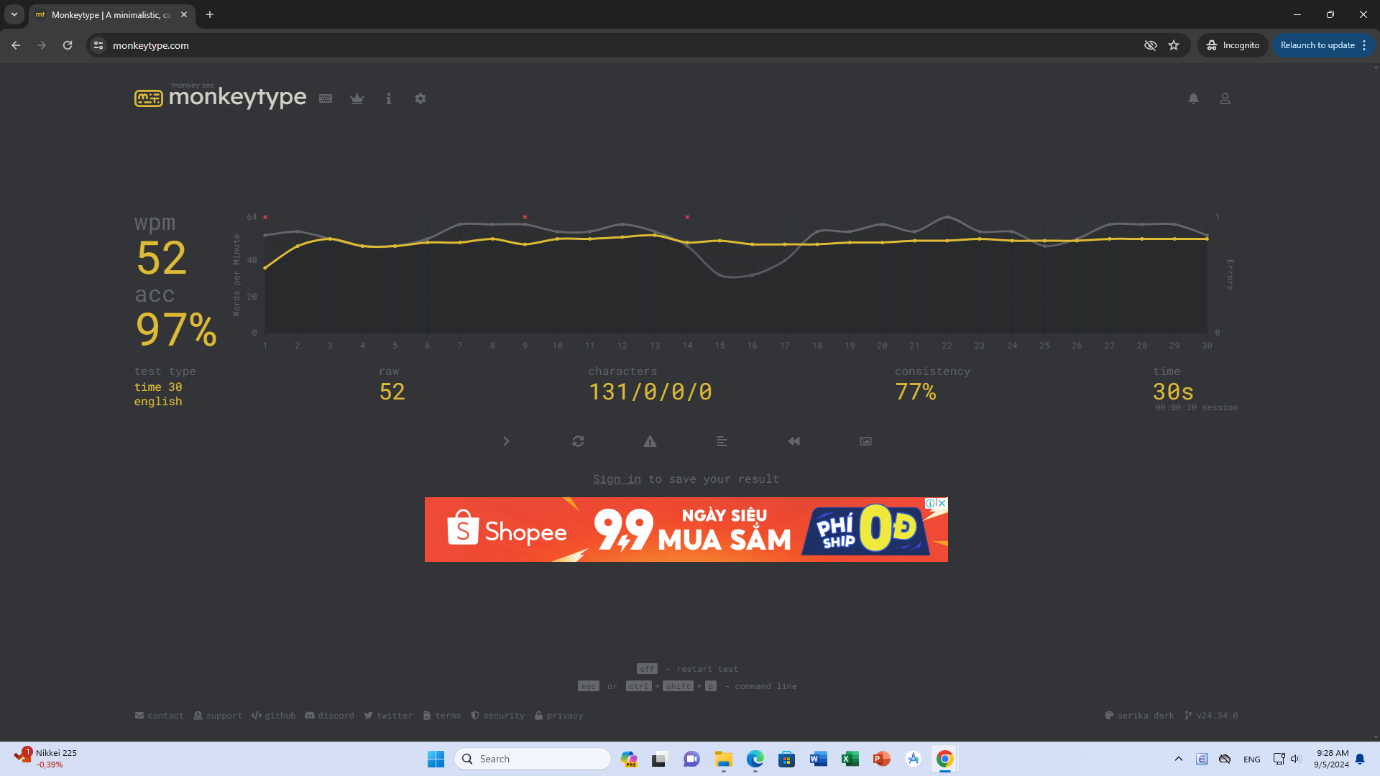 Monkeytype | A minimalistic, cu
monkeytype.com
Incognito
Relaunch to update
monkey see
monkeytype
wpm
52
acc
97%
Words per Minute
64
40
20
0
1 2 3 4 5 6 7 8 9 10 11 12 13 14 15 16 17 18 19 20 21 22 23 24 25 26 27 28 29 30
1
0
Errors
test type
time 30
english
raw
52
characters
131/0/0/0
consistency
77%
time
30s
00:00:30 session
Sign in to save your result
Shopee
9.9
NGÀY SIÊU
MUA SẮM
PHÍ
SHIP
0Đ
off - restart test
esc or ctrl + shift + p - command line
contact support github discord twitter terms security privacy
serika dark v24.34.0
1
Nikkei 225
-0,39%
Search
PRE
ENG
9:28 AM
9/5/2024